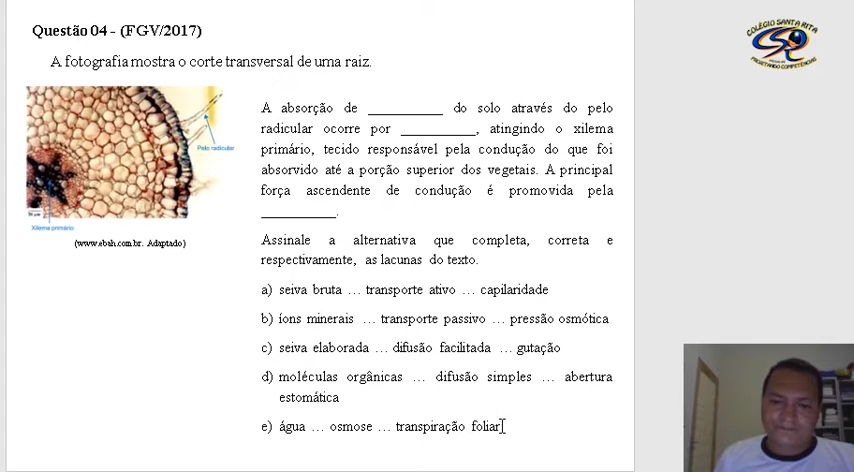 Questão 04 - (FGV/2017)
A fotografia mostra o corte transversal de uma raiz.
COLÉGIO SANTA RITA
PROJETANDO COMPETÊNCIAS
Pelo radicular
Xilema primário
(www.ebah.com.br. Adaptado)
A absorção de __________ do solo através do pelo
radicular ocorre por __________, atingindo o xilema
primário, tecido responsável pela condução do que foi
absorvido até a porção superior dos vegetais. A principal
força ascendente de condução é promovida pela
__________.
Assinale a alternativa que completa, correta e
respectivamente, as lacunas do texto.
a) seiva bruta … transporte ativo … capilaridade
b) íons minerais … transporte passivo … pressão osmótica
c) seiva elaborada … difusão facilitada … gutação
d) moléculas orgânicas … difusão simples … abertura
estomática
e) água … osmose … transpiração foliar